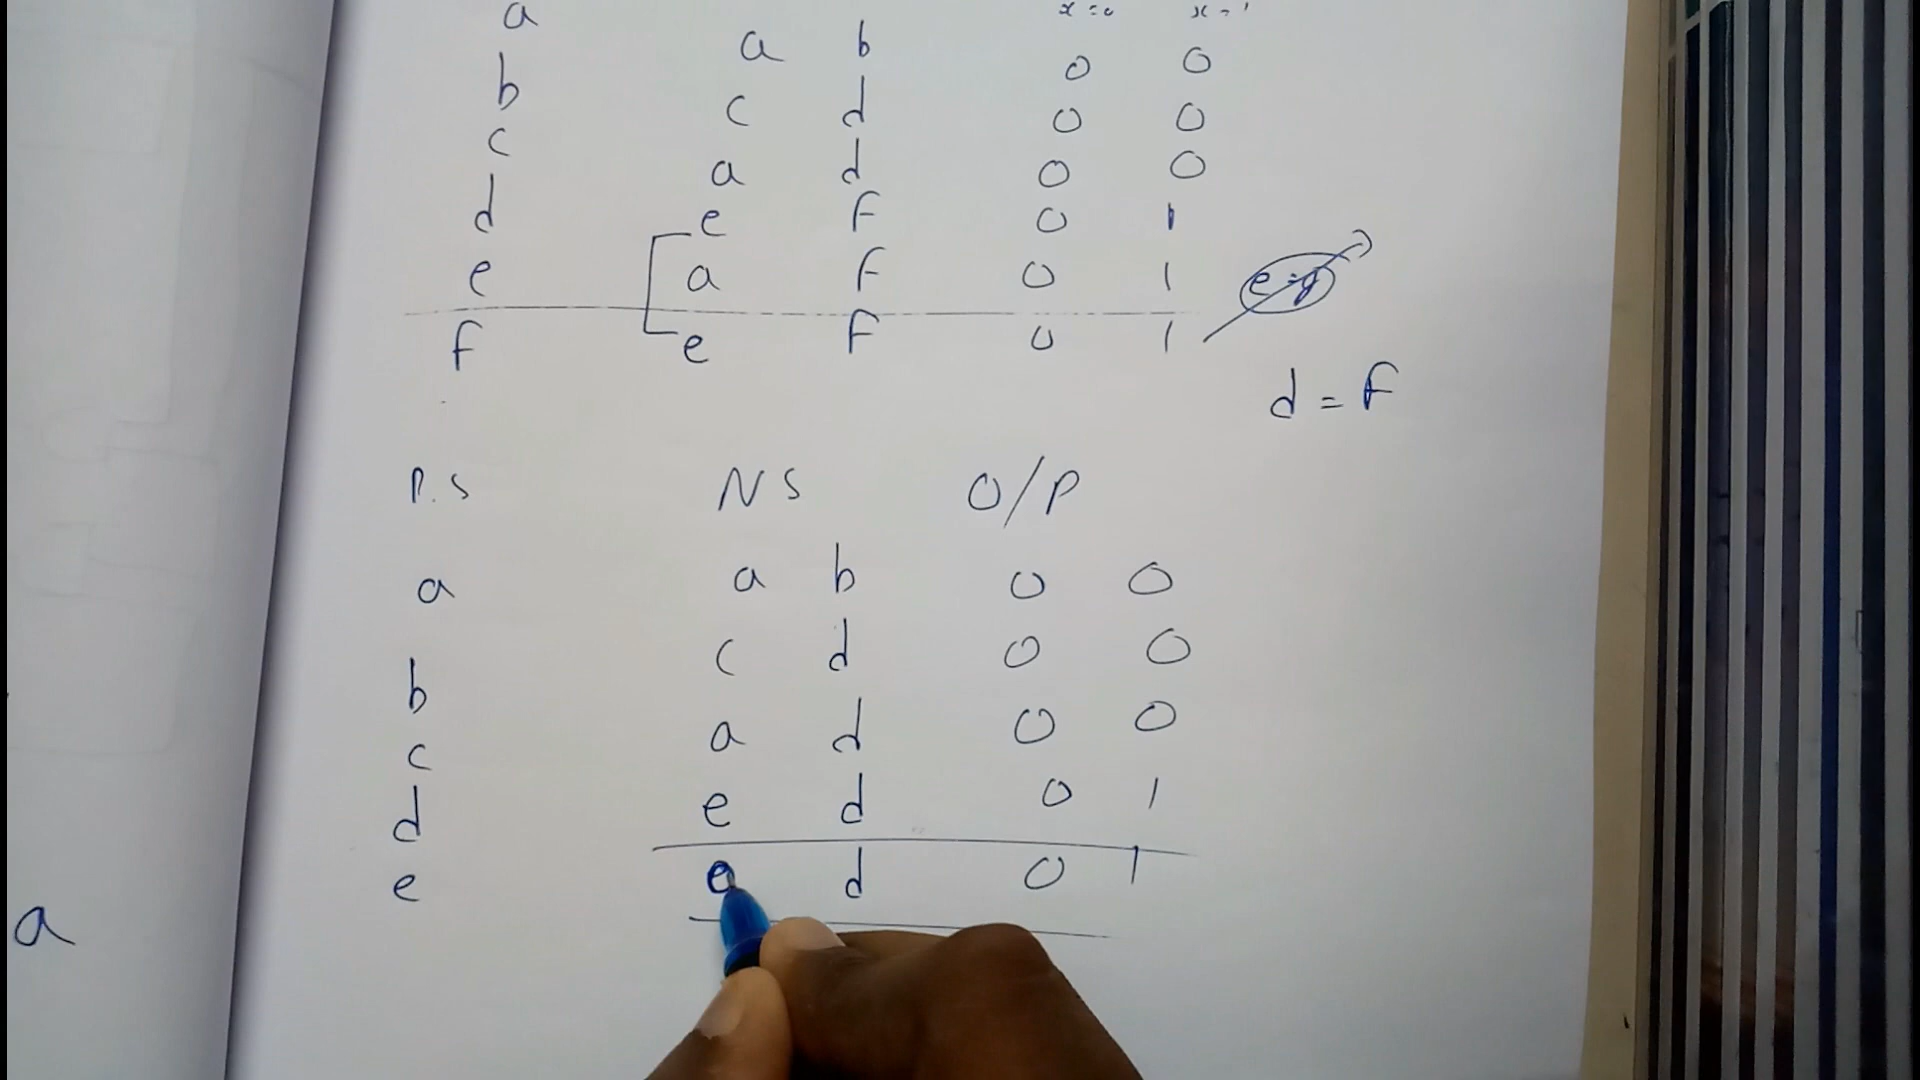 a
x=0 x=1
a b 0 0
b c d 0 0
c a d 0 0
d e f 0 1
e a f 0 1
f e f 0 1
d = f
P.S NS O/P
a a b 0 0
b c d 0 0
c a d 0 0
d e d 0 1
e e d 0 1
a